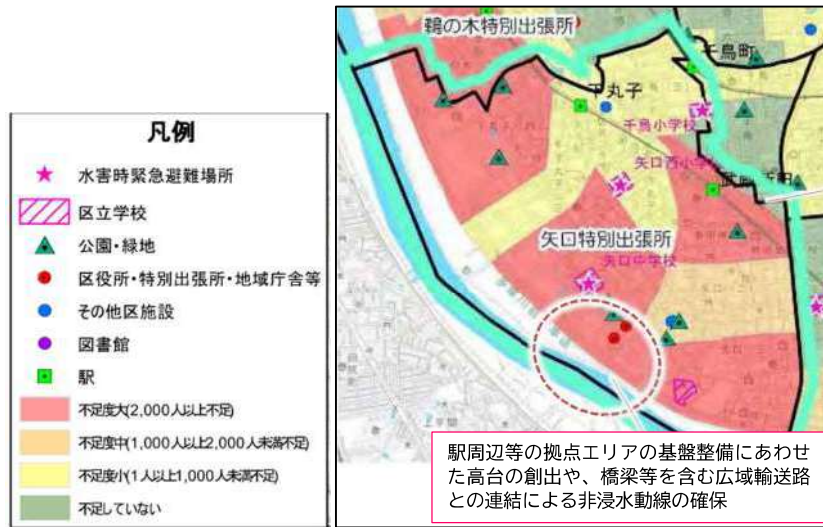 凡例
水害時緊急避難場所
区立学校
公園・緑地
区役所・特別出張所・地域庁舎等
その他区施設
図書館
駅
不足度大(2,000人以上不足)
不足度中(1,000人以上2,000人未満不足)
不足度小(1人以上1,000人未満不足)
不足していない
鵜の木特別出張所
千鳥町
下丸子
千鳥小学校
矢口西小学
矢口特別出張所
矢口中学校
駅周辺等の拠点エリアの基盤整備にあわせ
た高台の創出や、橋梁等を含む広域輸送路
との連結による非浸水動線の確保